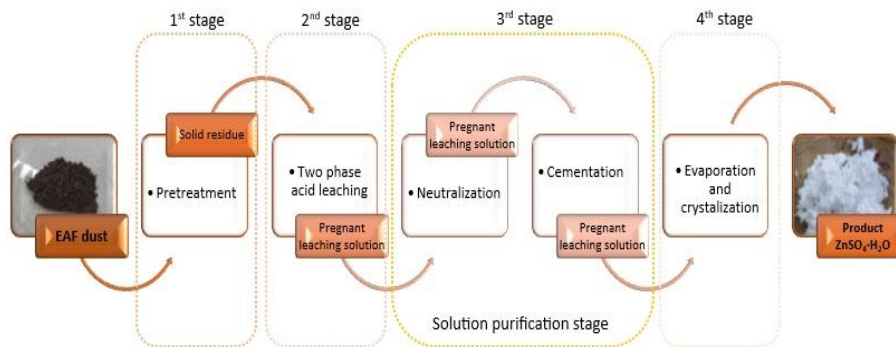 1st stage
2nd stage
3rd stage
4th stage
EAF dust
Solid residue
• Pretreatment
• Two phase
acid leaching
Pregnant
leaching solution
Pregnant
leaching solution
• Neutralization
• Cementation
Pregnant
leaching solution
• Evaporation
and
crystalization
Product
ZnSO₄·H₂O
Solution purification stage